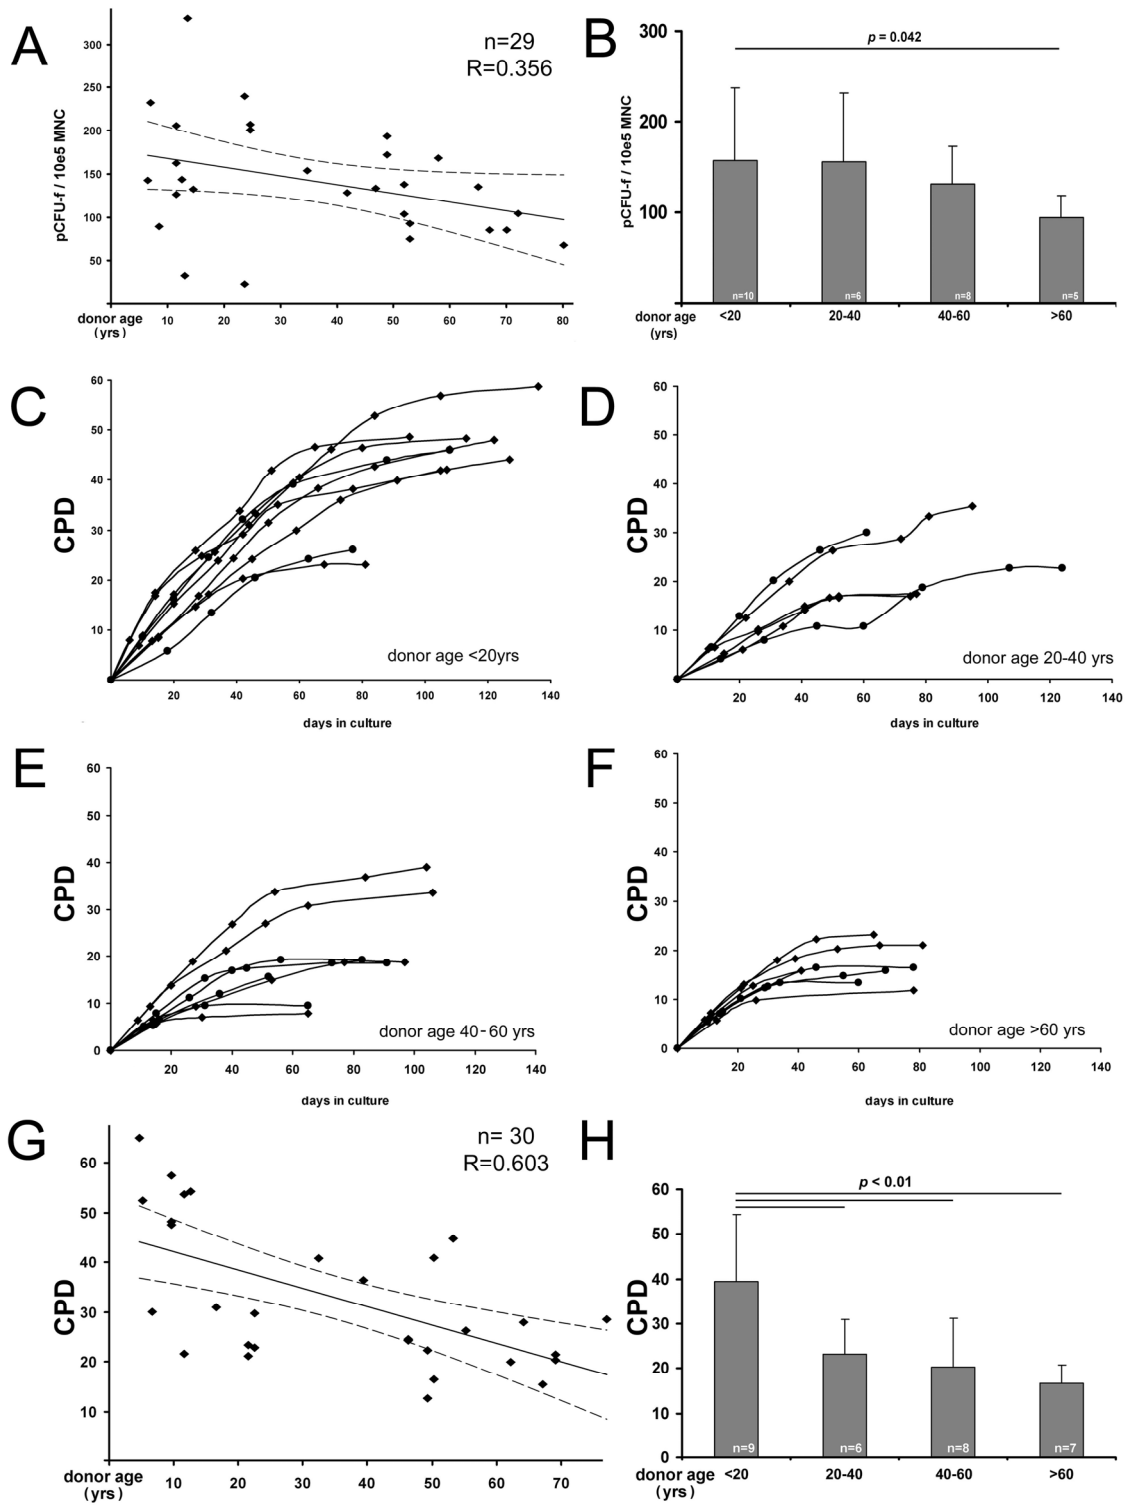 A
n=29
R=0.356
pCFU-f / 10e5 MNC
300
250
200
150
100
50
donor age
(yrs)
10 20 30 40 50 60 70 80
B
p = 0.042
pCFU-f / 10e5 MNC
300
200
100
n=10 n=6 n=8 n=5
donor age
(yrs)
<20 20-40 40-60 >60
C
CPD
60
50
40
30
20
10
0
donor age <20yrs
20 40 60 80 100 120 140
days in culture
D
CPD
60
50
40
30
20
10
0
donor age 20-40 yrs
20 40 60 80 100 120 140
days in culture
E
CPD
60
50
40
30
20
10
0
donor age 40-60 yrs
20 40 60 80 100 120 140
days in culture
F
CPD
60
50
40
30
20
10
0
donor age >60 yrs
20 40 60 80 100 120 140
days in culture
G
n= 30
R=0.603
CPD
60
50
40
30
20
10
donor age
(yrs)
10 20 30 40 50 60 70
H
p < 0.01
CPD
60
50
40
30
20
10
0
n=9 n=6 n=8 n=7
donor age
(yrs)
<20 20-40 40-60 >60